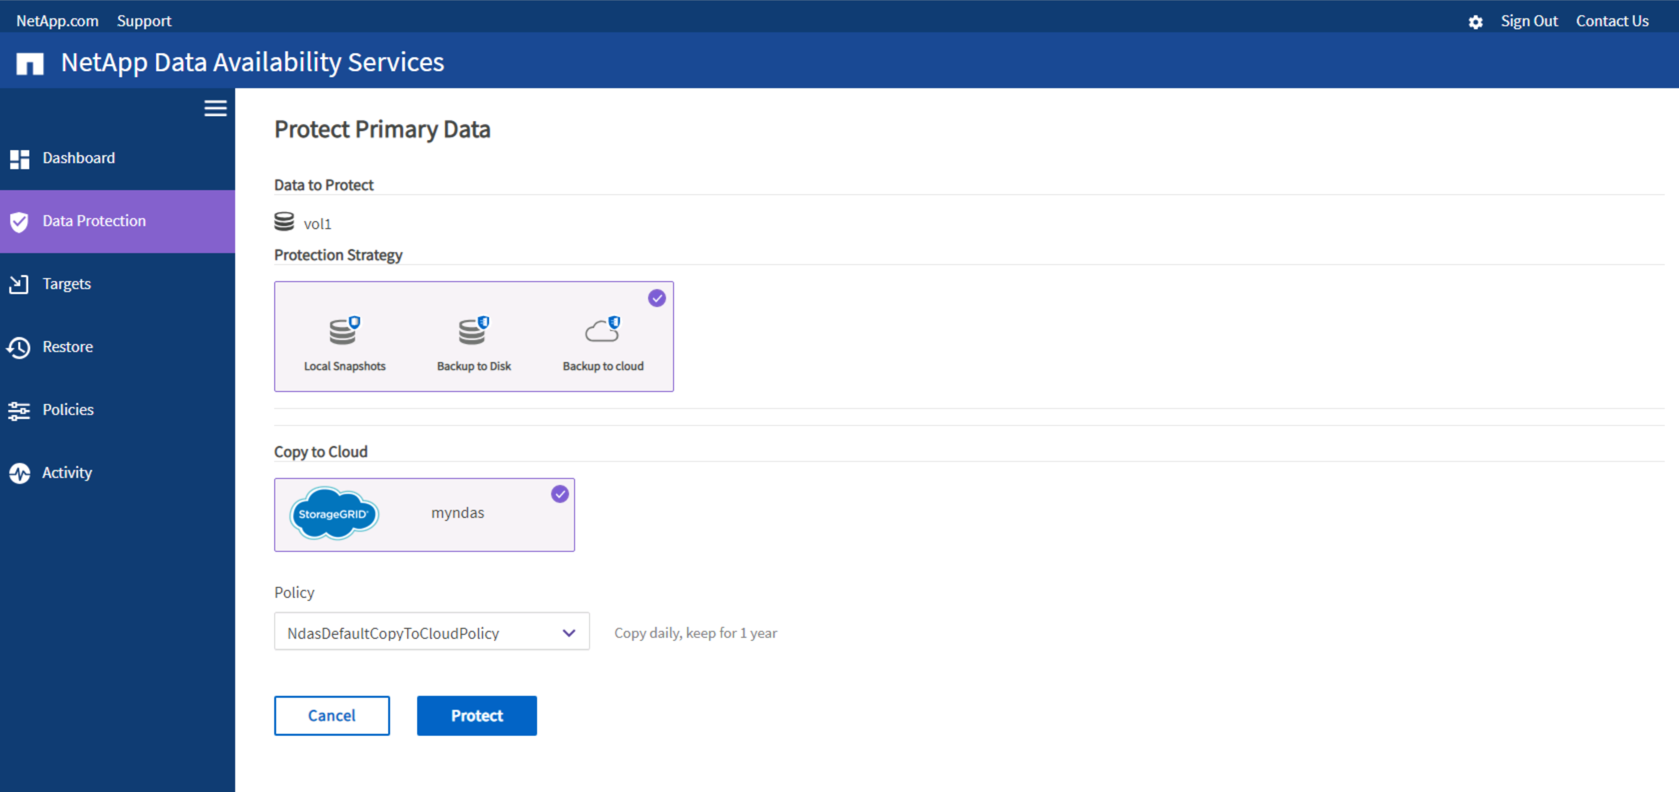 NetApp.com Support Sign Out Contact Us
NetApp Data Availability Services
Dashboard
Data Protection
Targets
Restore
Policies
Activity
Protect Primary Data
Data to Protect
vol1
Protection Strategy
Local Snapshots Backup to Disk Backup to cloud
Copy to Cloud
StorageGRID myndas
Policy
NdasDefaultCopyToCloudPolicy Copy daily, keep for 1 year
Cancel Protect